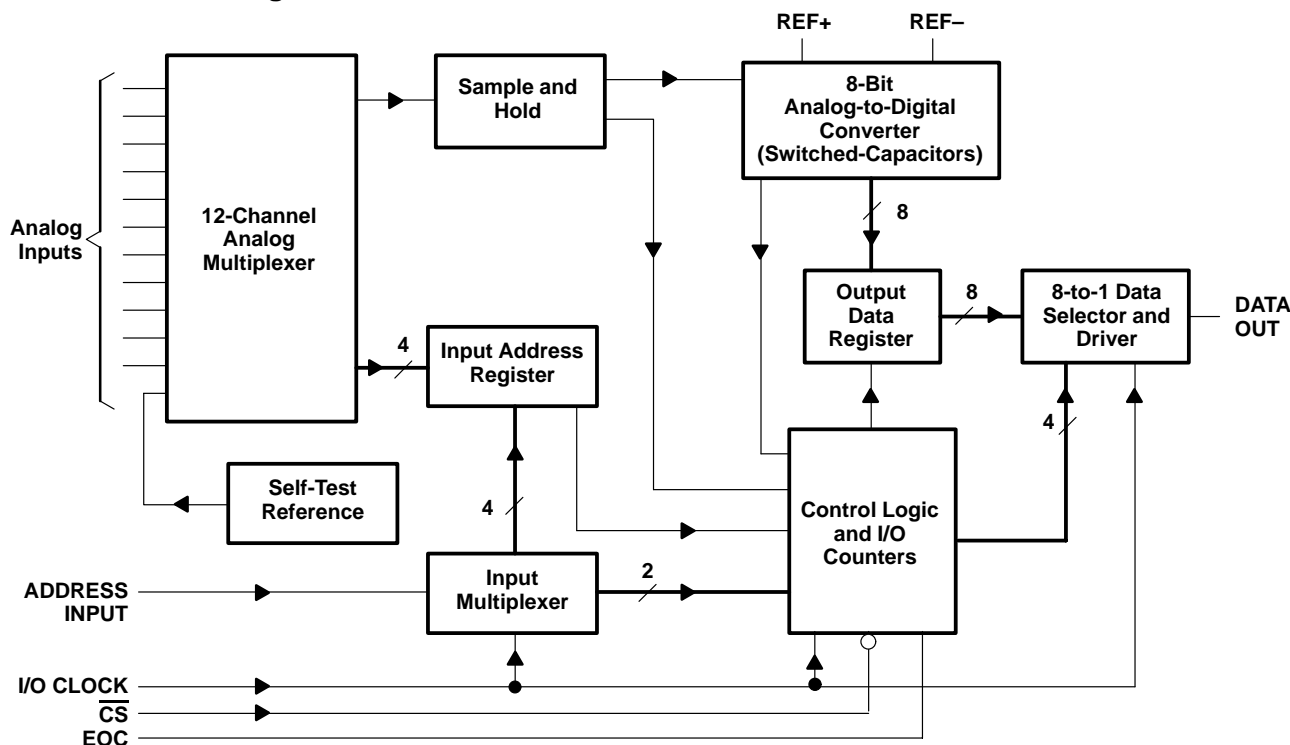 REF+
REF–
12-Channel
Analog
Multiplexer
Sample and
Hold
8-Bit
Analog-to-Digital
Converter
(Switched-Capacitors)
Analog
Inputs
8
Output
Data
Register
8
8-to-1 Data
Selector and
Driver
DATA
OUT
4
Input Address
Register
4
Self-Test
Reference
4
Control Logic
and I/O
Counters
ADDRESS
INPUT
Input
Multiplexer
2
I/O CLOCK
CS
EOC